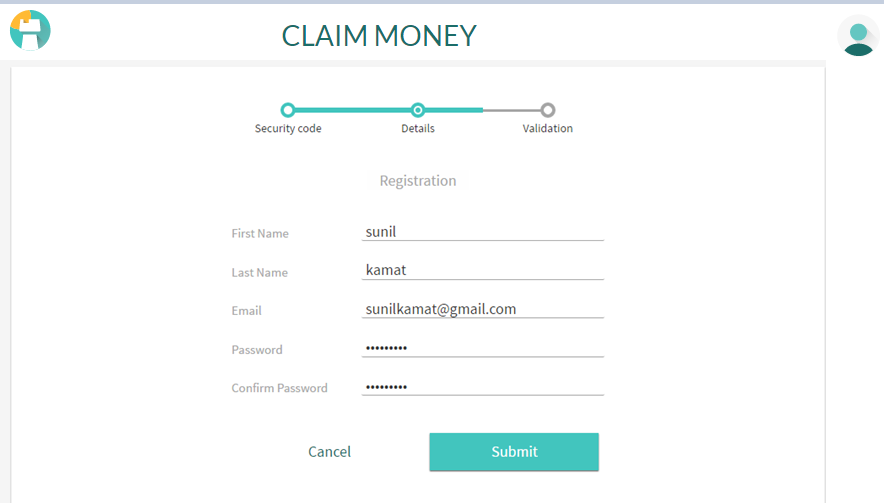 CLAIM MONEY
Security code Details Validation
Registration
First Name sunil
Last Name kamat
Email sunilkamat@gmail.com
Password •••••••••
Confirm Password •••••••••
Cancel Submit